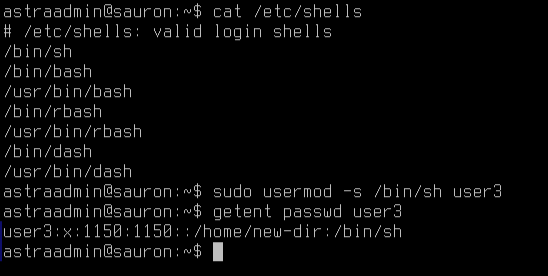 astraadmin@sauron:~$ cat /etc/shells
# /etc/shells: valid login shells
/bin/sh
/bin/bash
/usr/bin/bash
/bin/rbash
/usr/bin/rbash
/bin/dash
/usr/bin/dash
astraadmin@sauron:~$ sudo usermod -s /bin/sh user3
astraadmin@sauron:~$ getent passwd user3
user3:x:1150:1150::/home/new-dir:/bin/sh
astraadmin@sauron:~$